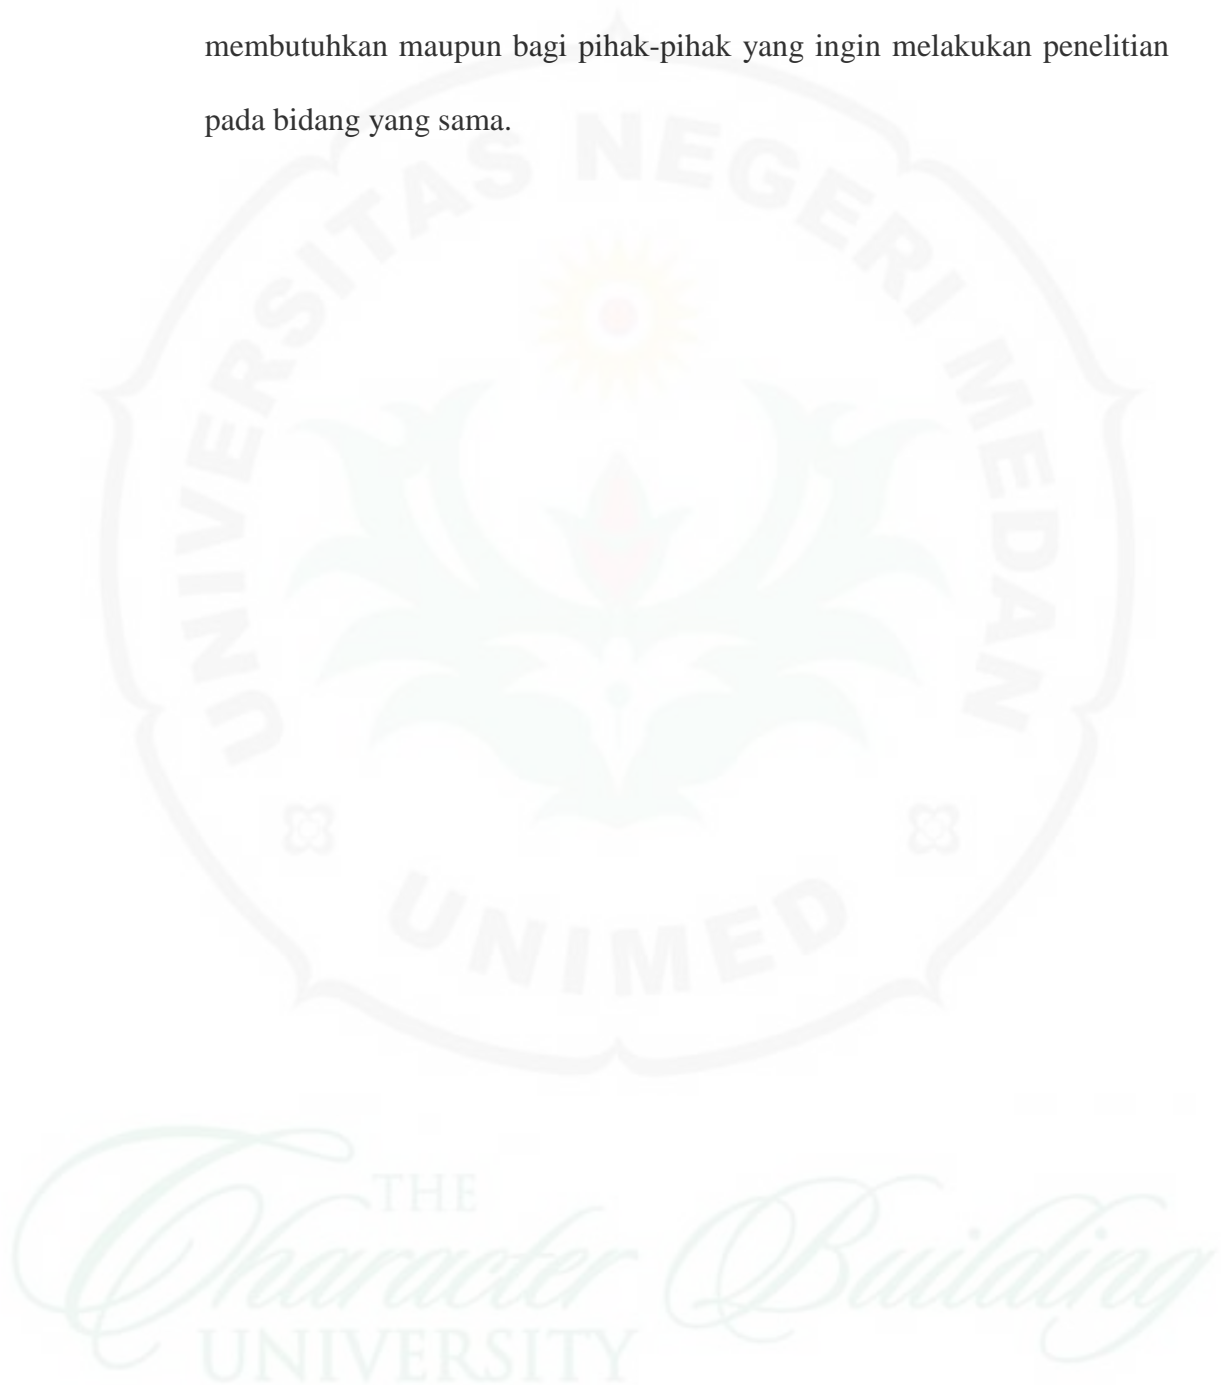 membutuhkan maupun bagi pihak-pihak yang ingin melakukan penelitian
pada bidang yang sama.
UNIVERSITAS NEGERI MEDAN
UNIMED
THE
Character Building
UNIVERSITY